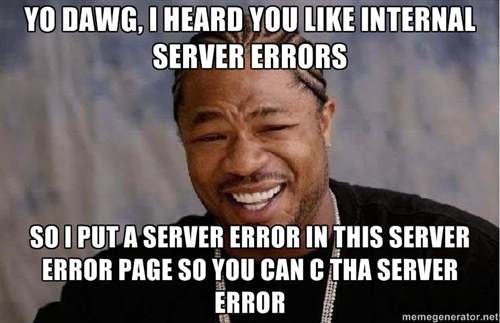 YO DAWG, I HEARD YOU LIKE INTERNAL
SERVER ERRORS
SO I PUT A SERVER ERROR IN THIS SERVER
ERROR PAGE SO YOU CAN C THA SERVER
ERROR
memegenerator.net